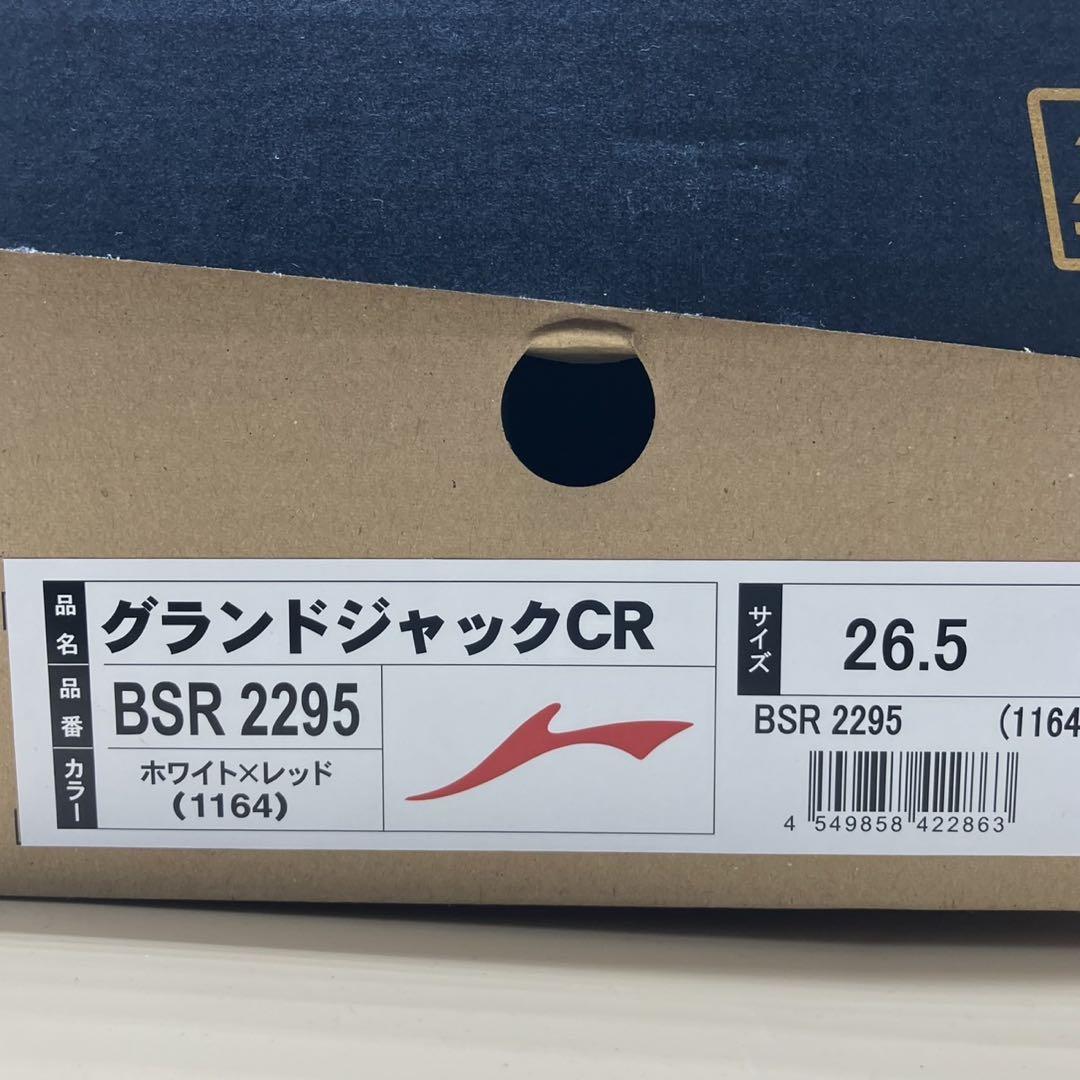 品名
グランドジャックCR
品番
BSR 2295
カラー
ホワイト×レッド
(1164)
サイズ
26.5
BSR 2295 (1164
4 549858 422863